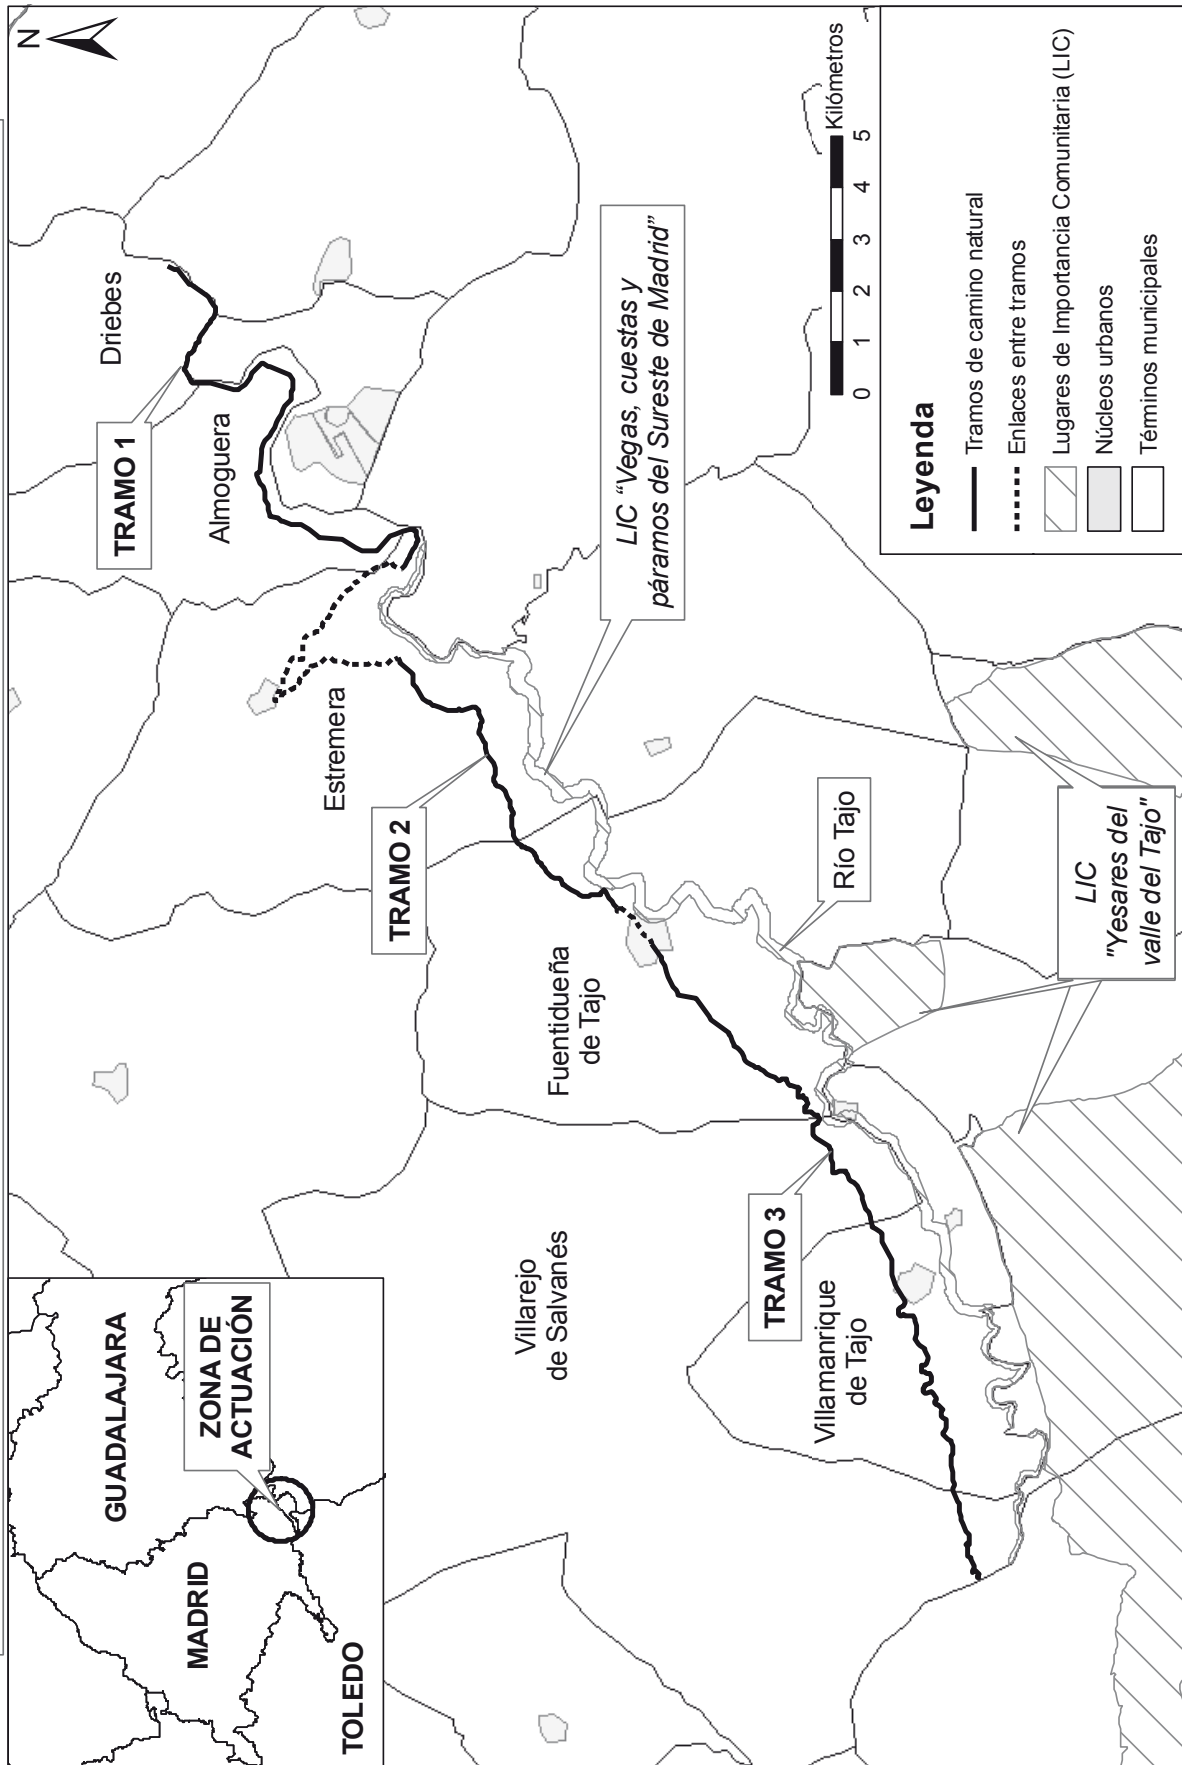 GUADALAJARA
MADRID
TOLEDO
ZONA DE
ACTUACIÓN
N
Driebes
TRAMO 1
Almoguera
Estremera
TRAMO 2
Fuentidueña
de Tajo
Villarejo
de Salvanés
TRAMO 3
Villamanrique
de Tajo
LIC “Vegas, cuestas y
páramos del Sureste de Madrid”
Río Tajo
LIC
"Yesares del
valle del Tajo"
0 1 2 3 4 5
Kilómetros
Leyenda
Tramos de camino natural
Enlaces entre tramos
Lugares de Importancia Comunitaria (LIC)
Núcleos urbanos
Términos municipales